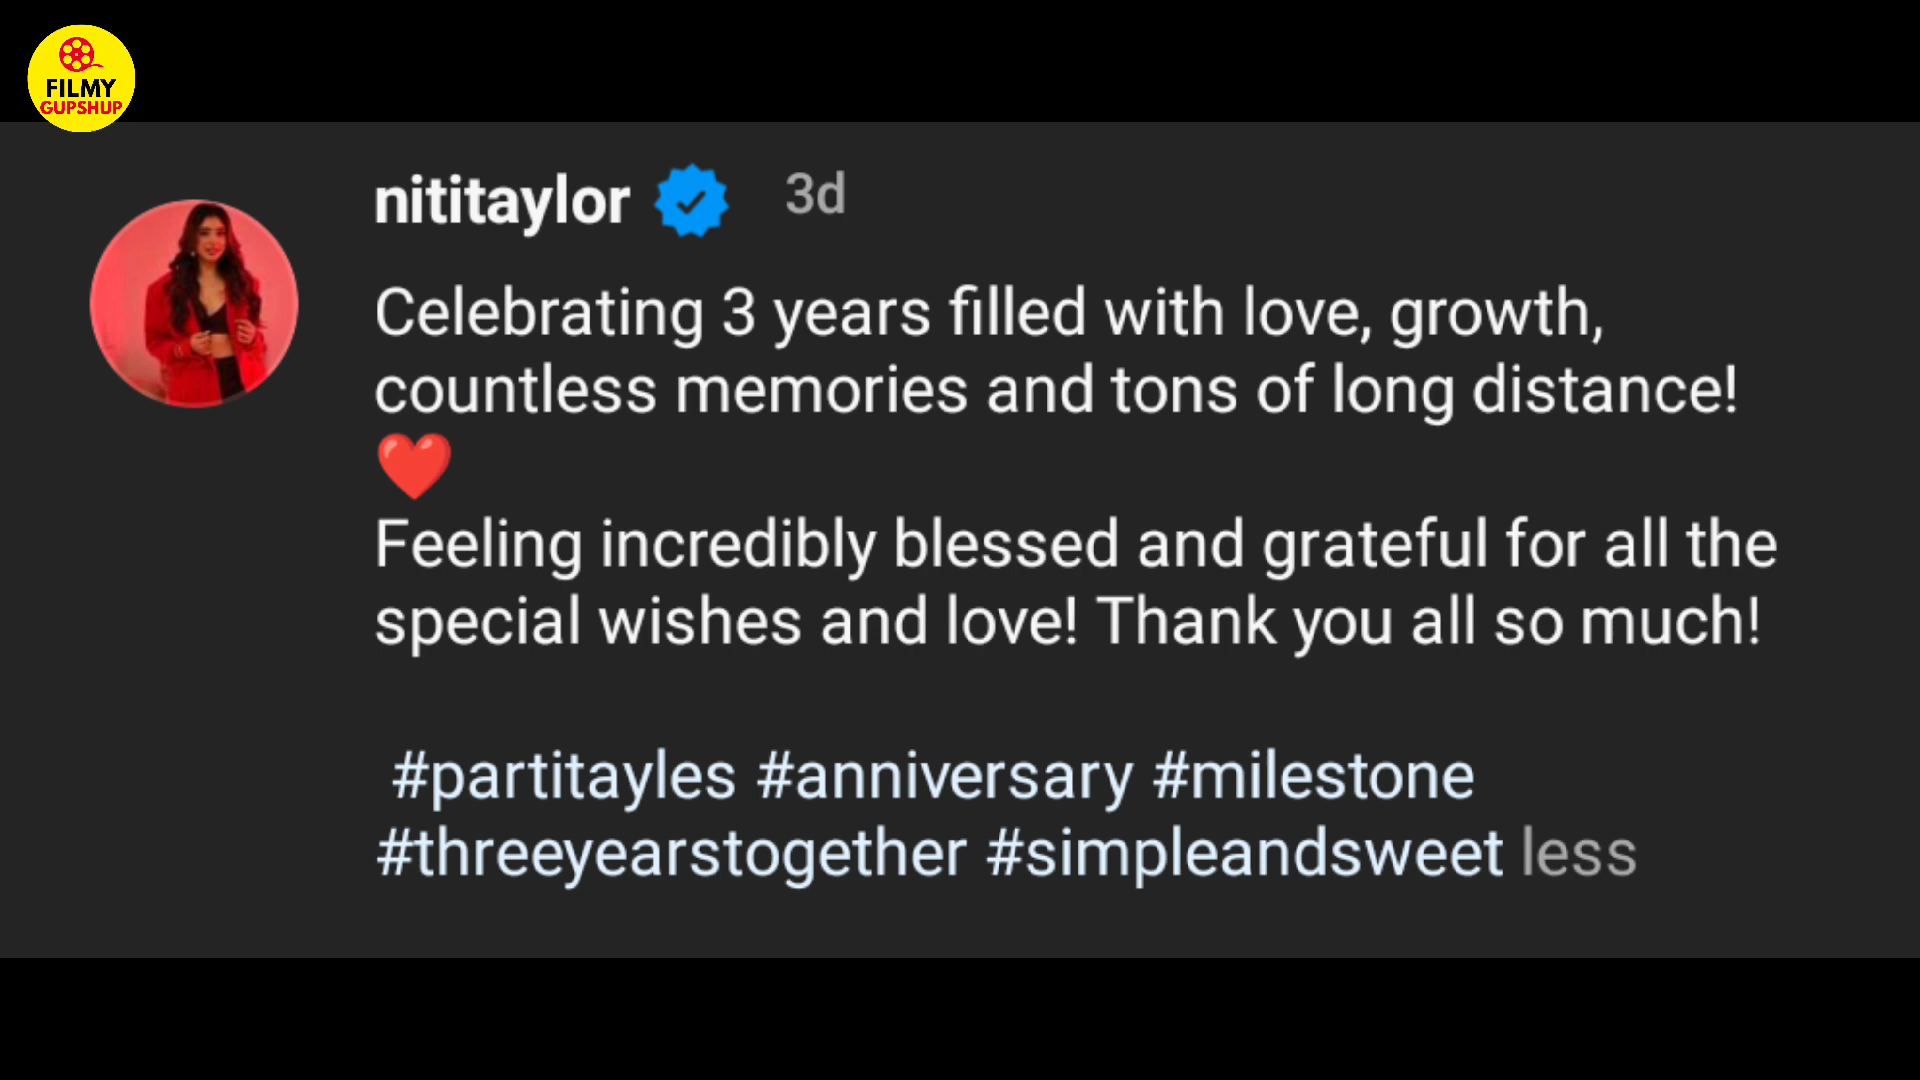 FILMY
GUPSHUP
nititaylor 3d
Celebrating 3 years filled with love, growth,
countless memories and tons of long distance!
❤️
Feeling incredibly blessed and grateful for all the
special wishes and love! Thank you all so much!
#partitayles #anniversary #milestone
#threeyearstogether #simpleandsweet less